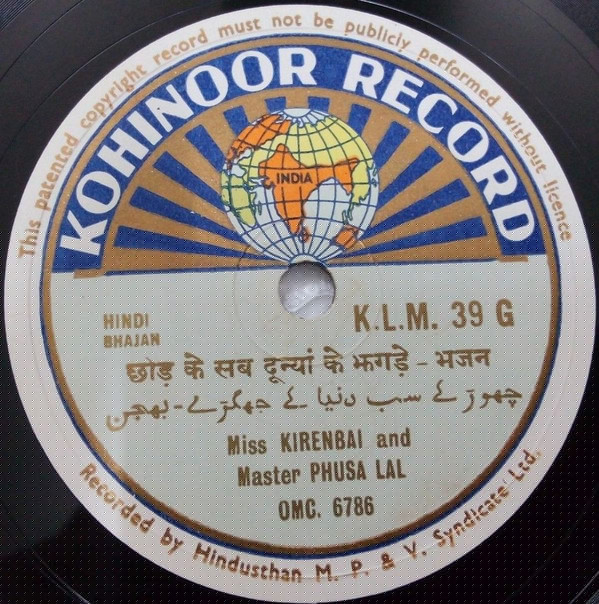 This patented copyright record must not be publicly performed without licence
KOHINOOR RECORD
INDIA
HINDI
BHAJAN
K.L.M. 39 G
छोड़ के सब दून्यां के झगड़े - भजन
چھوڑ کے سب دنیا کے جھگڑے - بھجن
Miss KIRENBAI and
Master PHUSA LAL
OMC. 6786
Recorded by Hindusthan M. P. & V. Syndicate Ltd.